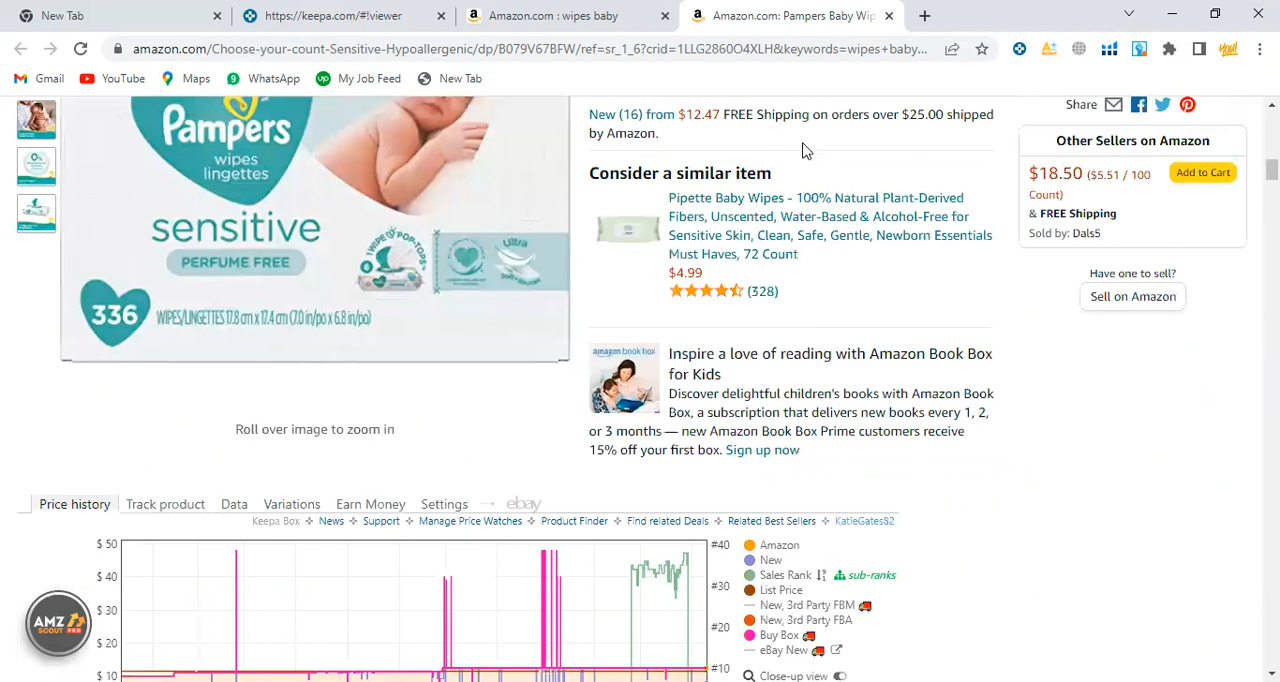 New Tab
https://keepa.com/#!viewer
Amazon.com : wipes baby
Amazon.com: Pampers Baby Wip
amazon.com/Choose-your-count-Sensitive-Hypoallergenic/dp/B079V67BFW/ref=sr_1_6?crid=1LLG2860O4XLH&keywords=wipes+baby...
Gmail
YouTube
Maps
WhatsApp
My Job Feed
New Tab
Pampers
wipes
lingettes
sensitive
PERFUME FREE
336
WIPES/LINGETTES 17.8 cm x 17.4 cm (7.0 in/po x 6.8 in/po)
Ultra
Roll over image to zoom in
New (16) from $12.47 FREE Shipping on orders over $25.00 shipped
by Amazon.
Consider a similar item
Pipette Baby Wipes - 100% Natural Plant-Derived
Fibers, Unscented, Water-Based & Alcohol-Free for
Sensitive Skin, Clean, Safe, Gentle, Newborn Essentials
Must Haves, 72 Count
$4.99
(328)
amazon book box
Inspire a love of reading with Amazon Book Box
for Kids
Discover delightful children's books with Amazon Book
Box, a subscription that delivers new books every 1, 2,
or 3 months — new Amazon Book Box Prime customers receive
15% off your first box. Sign up now
Share
Other Sellers on Amazon
$18.50 ($5.51 / 100
Count)
Add to Cart
& FREE Shipping
Sold by: Dals5
Have one to sell?
Sell on Amazon
Price history
Track product
Data
Variations
Earn Money
Settings
ebay
Keepa Box
News
Support
Manage Price Watches
Product Finder
Find related Deals
Related Best Sellers
KatieGates82
$ 50
$ 40
$ 30
$ 20
$ 10
#40
#30
#20
#10
Amazon
New
Sales Rank
sub-ranks
List Price
New, 3rd Party FBM
New, 3rd Party FBA
Buy Box
eBay New
Close-up view
AMZ
SCOUT PRO